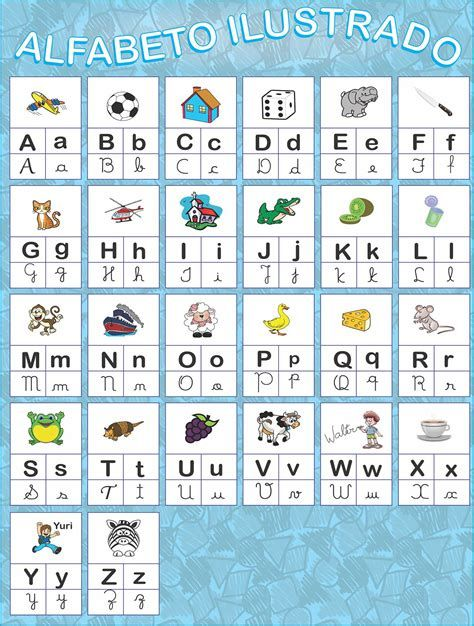 ALFABETO ILUSTRADO
A a B b C c D d E e F f
A a B b C c D d E e F f
G g H h I i J j K k L l
G g H h I i J j K k L l
M m N n O o P p Q q R r
M m N n O o P p Q q R r
Walter
S s T t U u V v W w X x
S s T t U u V v W w X x
Yuri
Y y Z z
Y y Z z